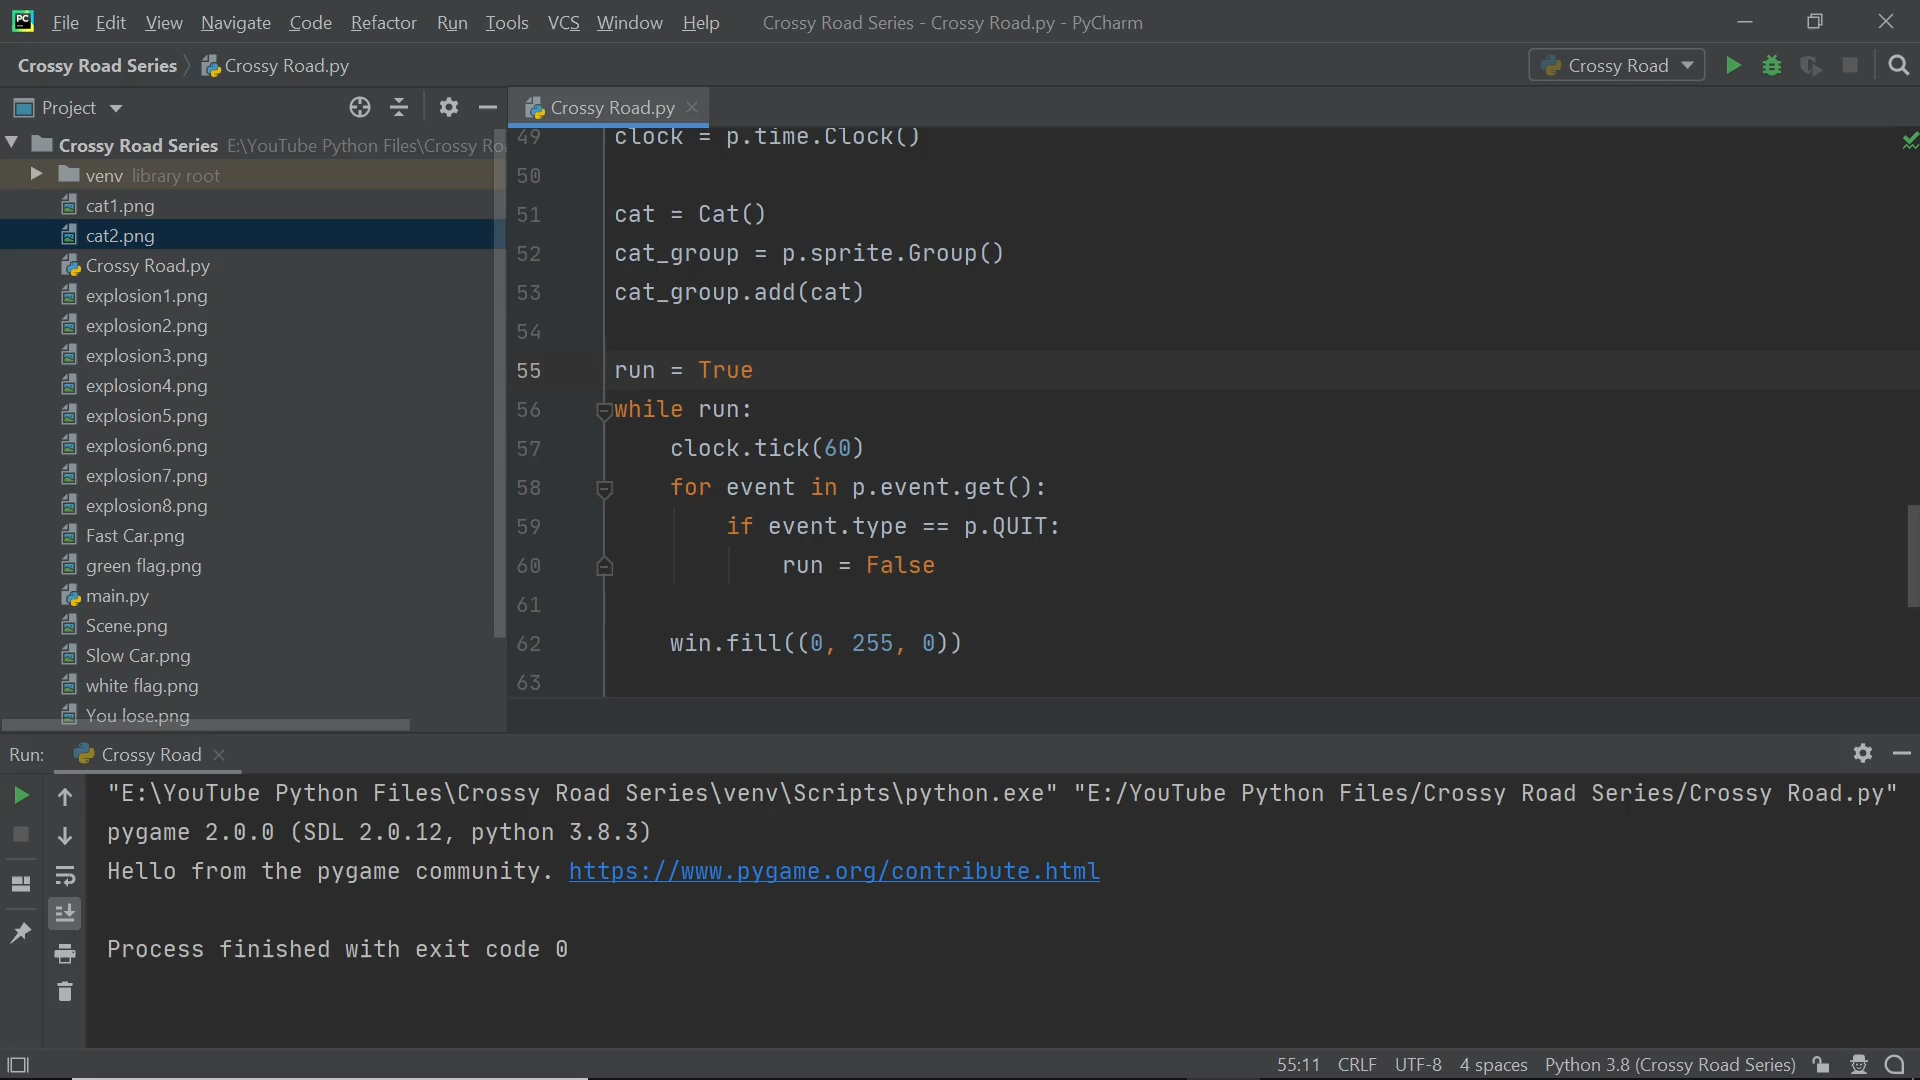 File Edit View Navigate Code Refactor Run Tools VCS Window Help Crossy Road Series - Crossy Road.py - PyCharm
Crossy Road Series Crossy Road.py Crossy Road
Project
Crossy Road Series E:\YouTube Python Files\Crossy Ro
venv library root
cat1.png
cat2.png
Crossy Road.py
explosion1.png
explosion2.png
explosion3.png
explosion4.png
explosion5.png
explosion6.png
explosion7.png
explosion8.png
Fast Car.png
green flag.png
main.py
Scene.png
Slow Car.png
white flag.png
You lose.png
Crossy Road.py
49 clock = p.time.Clock()
50
51 cat = Cat()
52 cat_group = p.sprite.Group()
53 cat_group.add(cat)
54
55 run = True
56 while run:
57 clock.tick(60)
58 for event in p.event.get():
59 if event.type == p.QUIT:
60 run = False
61
62 win.fill((0, 255, 0))
63
Run: Crossy Road
"E:\YouTube Python Files\Crossy Road Series\venv\Scripts\python.exe" "E:/YouTube Python Files/Crossy Road Series/Crossy Road.py"
pygame 2.0.0 (SDL 2.0.12, python 3.8.3)
Hello from the pygame community. https://www.pygame.org/contribute.html
Process finished with exit code 0
55:11 CRLF UTF-8 4 spaces Python 3.8 (Crossy Road Series)